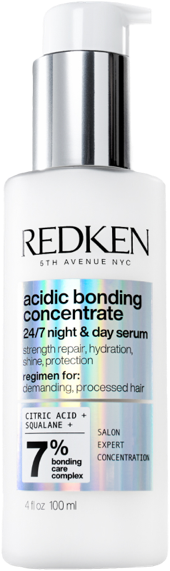 REDKEN
5TH AVENUE NYC
acidic bonding
concentrate
24/7 night & day serum
strength repair, hydration,
shine, protection
regimen for:
demanding, processed hair
CITRIC ACID +
SQUALANE +
7%
bonding
care
complex
SALON
EXPERT
CONCENTRATION
4 fl oz 100 ml